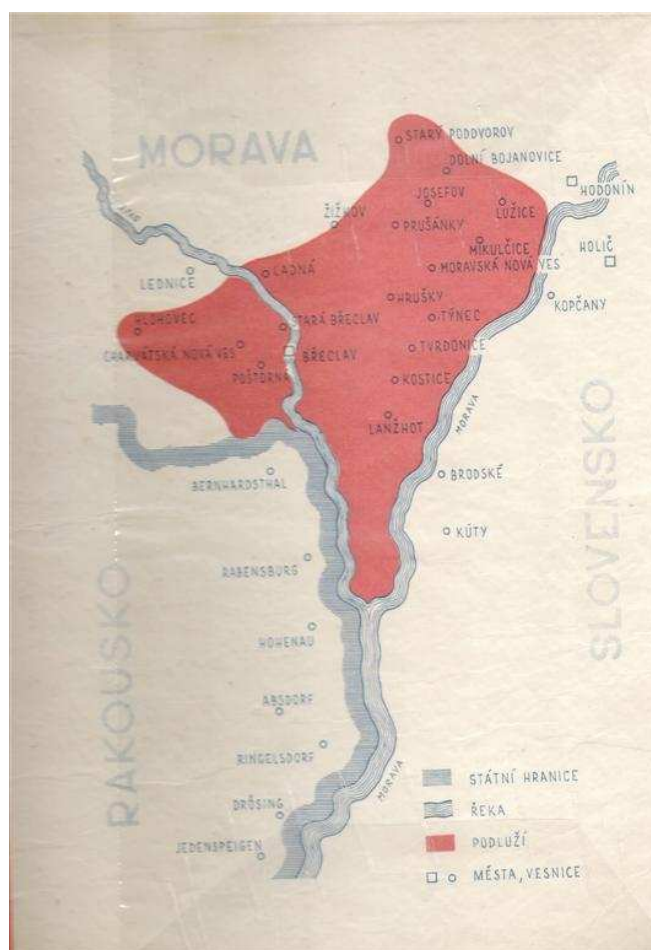 MORAVA
STARÝ PODDVOROV
DOLNÍ BOJANOVICE
HODONÍN
JOSEFOV
LUŽICE
ŽIŽKOV
PRUŠÁNKY
MIKULČICE
HOLIČ
MORAVSKÁ NOVÁ VES
LADNÁ
LEDNICE
HRUŠKY
KOPČANY
HLOHOVEC
STARÁ BŘECLAV
TÝNEC
CHARVÁTSKÁ NOVÁ VES
BŘECLAV
TVRDONICE
POŠTORNÁ
KOSTICE
MORAVA
LANŽHOT
SLOVENSKO
BERNHARDSTHAL
BRODSKÉ
KÚTY
RABENSBURG
RAKOUSKO
HOHENAU
ABSDORF
RINGELSDORF
MORAVA
DRÖSING
JEDENSPEIGEN
STÁTNÍ HRANICE
ŘEKA
PODLUŽÍ
MĚSTA, VESNICE